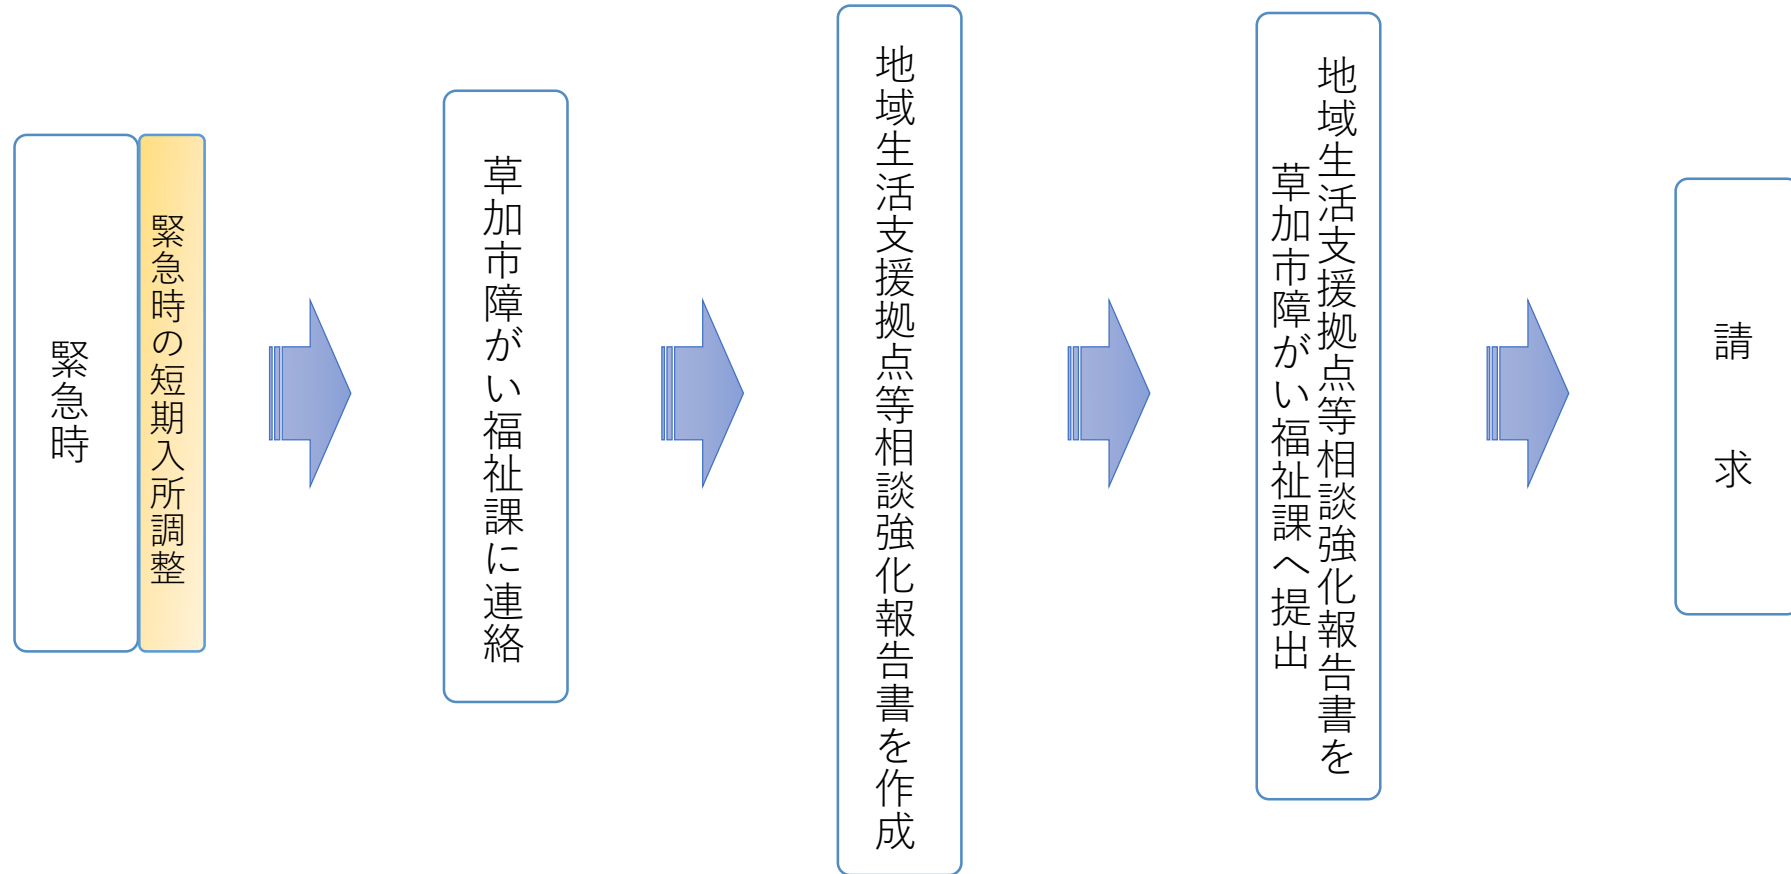 緊急時
緊急時の短期入所調整
草加市障がい福祉課に連絡
地域生活支援拠点等相談強化報告書を作成
地域生活支援拠点等相談強化報告書を
草加市障がい福祉課へ提出
請求